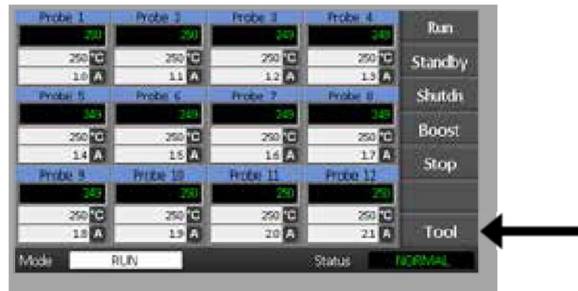 Probe 1 Probe 2 Probe 3 Probe 4 Run
250 250 249 249
250 °C 250 °C 250 °C 250 °C Standby
1.0 A 1.1 A 1.2 A 1.3 A
Probe 5 Probe 6 Probe 7 Probe 8 Shutdn
249 249 249 249
250 °C 250 °C 250 °C 250 °C Boost
1.4 A 1.5 A 1.6 A 1.7 A Stop
Probe 9 Probe 10 Probe 11 Probe 12
249 250 250 250
250 °C 250 °C 250 °C 250 °C
1.8 A 1.9 A 2.0 A 2.1 A Tool
Mode RUN Status NORMAL